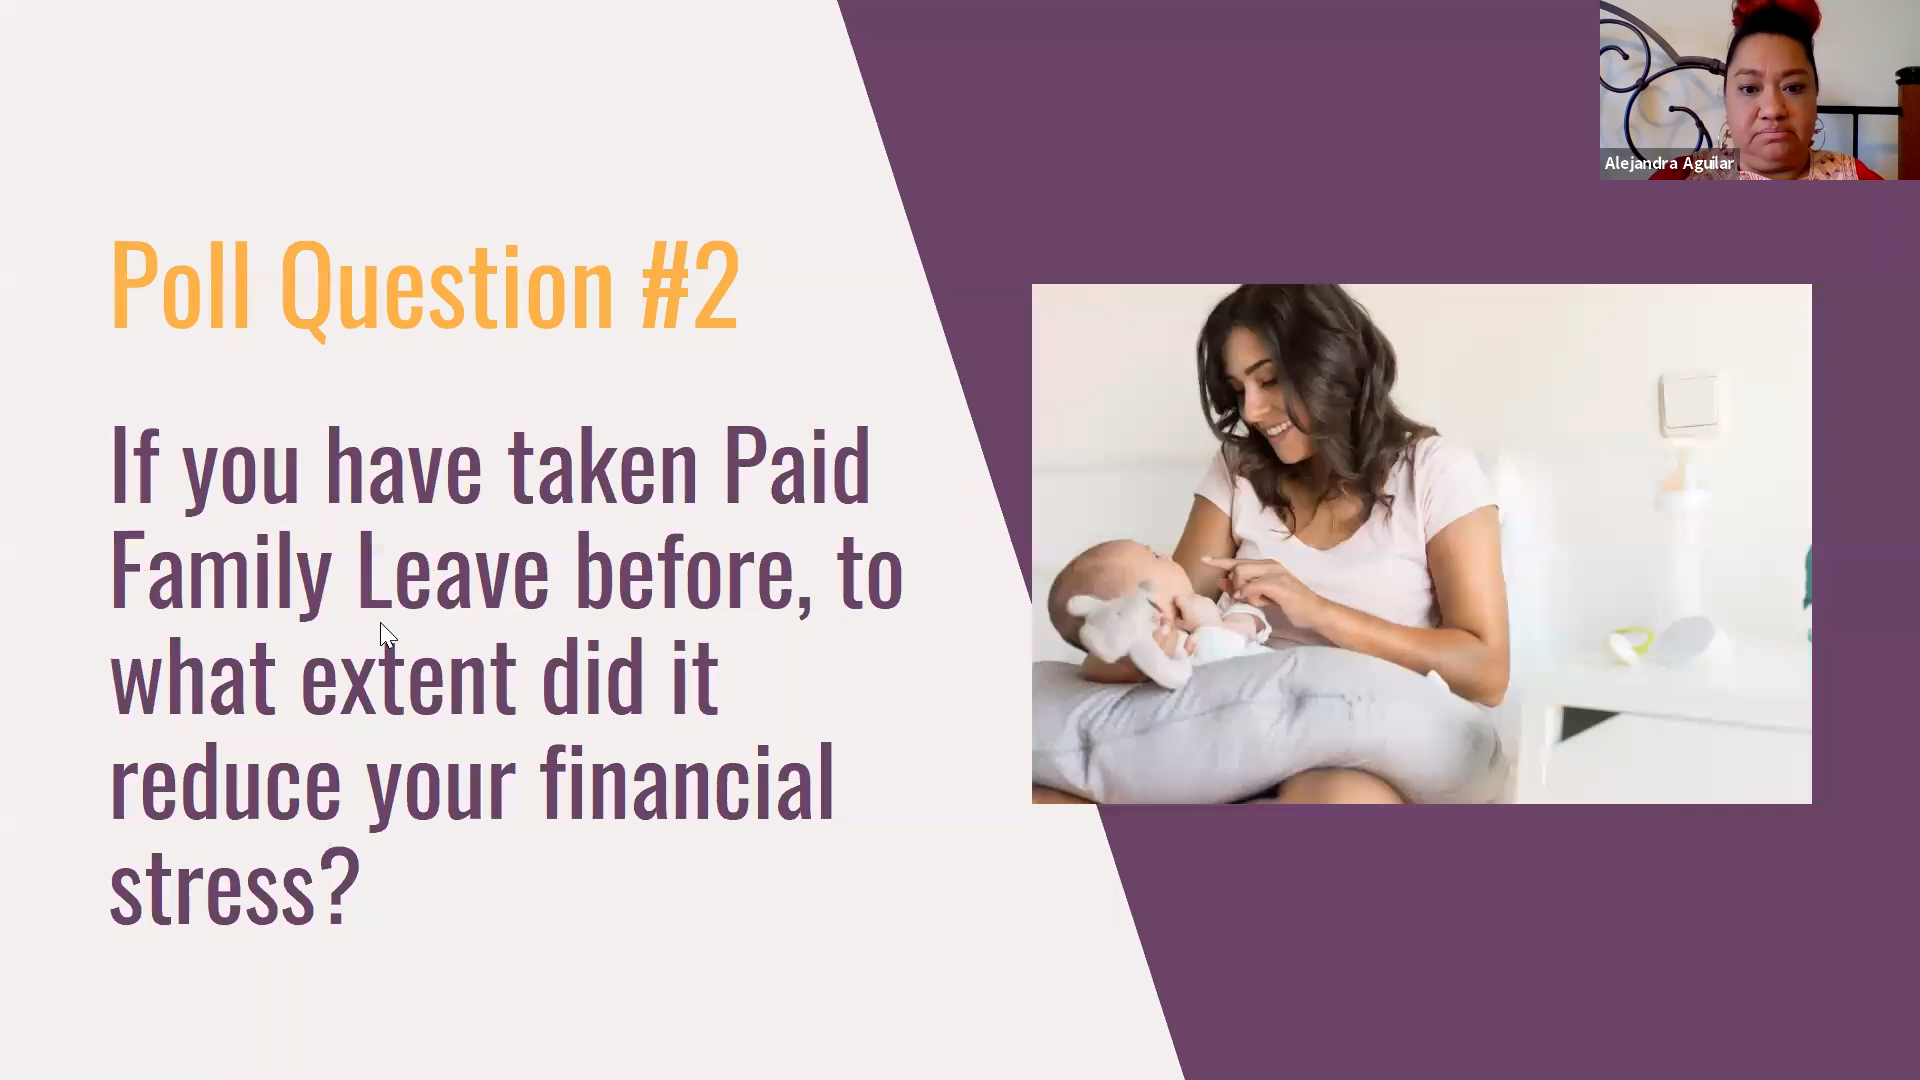 Poll Question #2
If you have taken Paid
Family Leave before, to
what extent did it
reduce your financial
stress?
Alejandra Aguilar